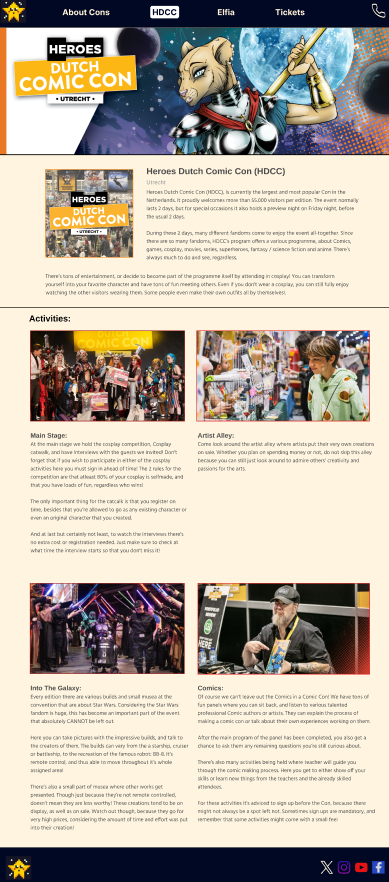 About Cons HDCC Elfia Tickets
HEROES
DUTCH
COMIC CON
• UTRECHT •
HEROES
DUTCH
COMIC CON
• UTRECHT •
Heroes Dutch Comic Con (HDCC)
Utrecht
Heroes Dutch Comic Con (HDCC), is currently the largest and most popular Con in the
Netherlands. It proudly welcomes more than 55.000 visitors per edition. The event normally
lasts 2 days, but for special occasions it also holds a preview night on Friday night, before
the usual 2 days.
During these 2 days, many different fandoms come to enjoy the event all-together. Since
there are so many fandoms, HDCC's program offers a various programme, about Comics,
games, cosplay, movies, series, superheroes, fantasy / science fiction and anime. There's
always much to do and see, regardless.
There's tons of entertainment, or decide to become part of the programme itself by attending in cosplay! You can transform
yourself into your favorite character and have tons of fun meeting others. Even if you don't wear a cosplay, you can still fully enjoy
watching the other visitors wearing them. Some people even make their own outfits all by themselves!
Activities:
Main Stage:
At the main stage we hold the cosplay competition, Cosplay
catwalk, and have interviews with the guests we invited! Don't
forget that if you wish to participate in either of the cosplay
activities here you must sign in ahead of time! The 2 rules for the
competition are that atleast 60% of your cosplay is selfmade, and
that you have loads of fun, regardless who wins!
The only important thing for the catwalk is that you register on
time, besides that you're allowed to go as any existing character or
even an original character that you created.
And at last but certainly not least, to watch the interviews there's
no extra cost or registration needed. Just make sure to check at
what time the interview starts so that you don't miss it!
Artist Alley:
Come look around the artist alley where artists put their very own creations
on sale. Whether you plan on spending money or not, do not skip this alley
because you can still just look around to admire others' creativity and
passions for the arts.
Into The Galaxy:
Every edition there are various builds and small musea at the
convention that are about Star Wars. Considering the Star Wars
fandom is huge, this has become an important part of the event
that absolutely CANNOT be left out.
Here you can take pictures with the impressive builds, and talk to
the creators of them. The builds can vary from the a starship, cruiser
or battleship, to the recreation of the famous robot: BB-8. It's
remote control, and thus able to move throughout it's whole
assigned area!
There's also a small part of musea where other works get
presented. Though just because they're not remote controlled,
doesn't mean they are less worthy! These creations tend to be on
display, as well as on sale. Watch out though, because they go for
very high prices, considering the amount of time and effort was put
into their creation!
Comics:
Of course we can't leave out the Comics in a Comic Con! We have tons of
fun panels where you can sit back, and listen to various talented
professional Comic authors or artists. They can explain the process of
making a comic con or talk about their own experiences working on them.
After the main program of the panel has been completed, you also get a
chance to ask them any remaining questions you're still curious about.
There's also many activities being held where teacher will guide you
through the comic making process. Here you get to either show off your
skills or learn new things from the teachers and the already skilled
attendees.
For these activities it's adviced to sign up before the Con, because there
might not always be a spot left not. Sometimes sign ups are mandatory, and
remember that some activities might come with a small fee!